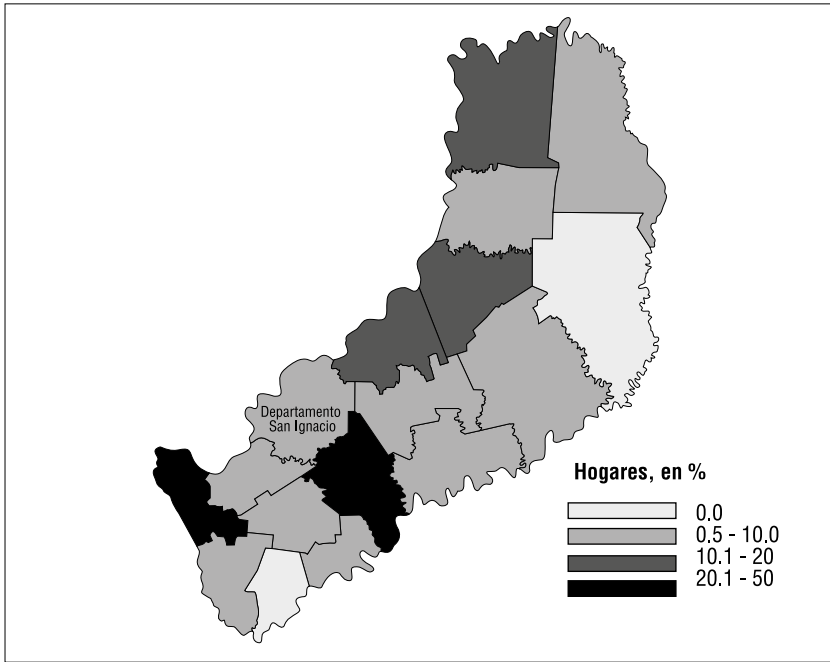 Departamento
San Ignacio
Hogares, en %
0.0
0.5 - 10.0
10.1 - 20
20.1 - 50